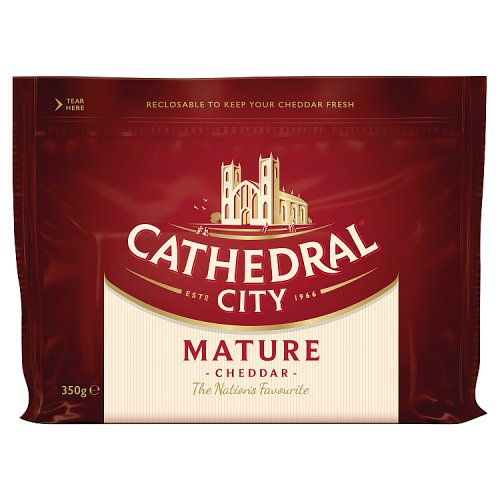 TEAR
HERE
RECLOSABLE TO KEEP YOUR CHEDDAR FRESH
CATHEDRAL®
ESTD 1966
CITY
MATURE
- CHEDDAR -
The Nation's Favourite
350g ℮